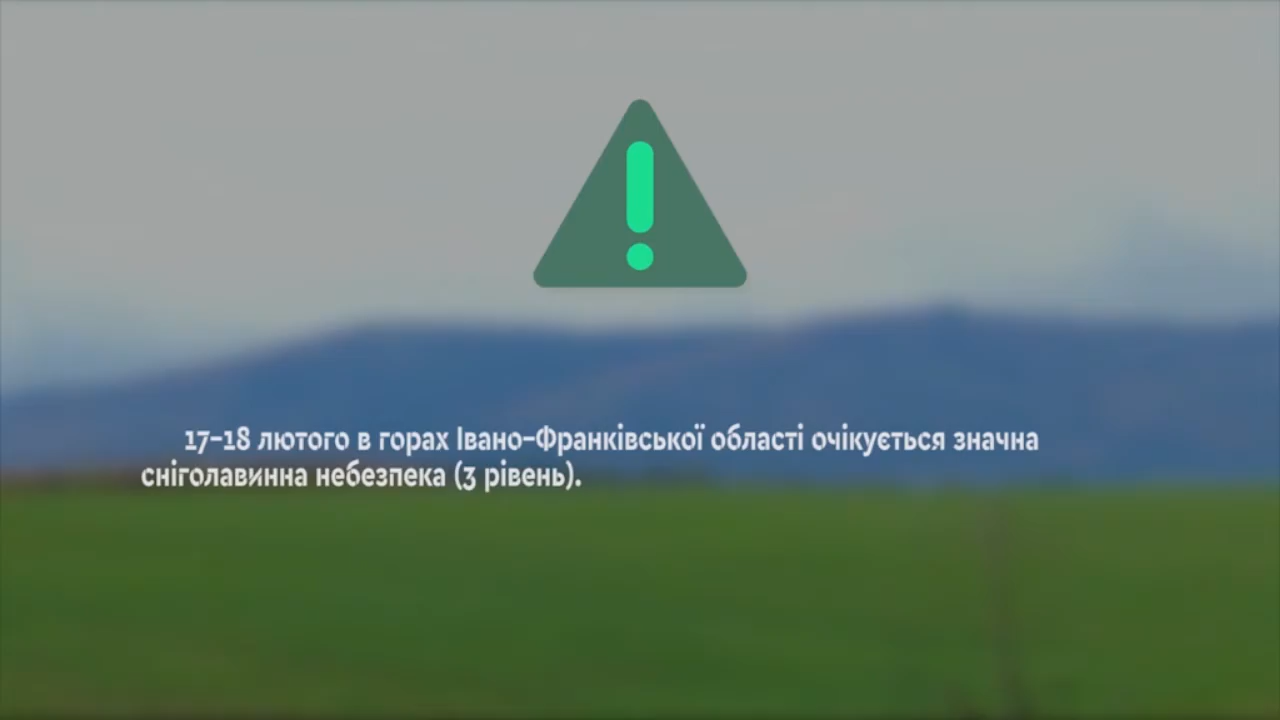 17-18 лютого в горах Івано-Франківської області очікується значна
сніголавинна небезпека (3 рівень).